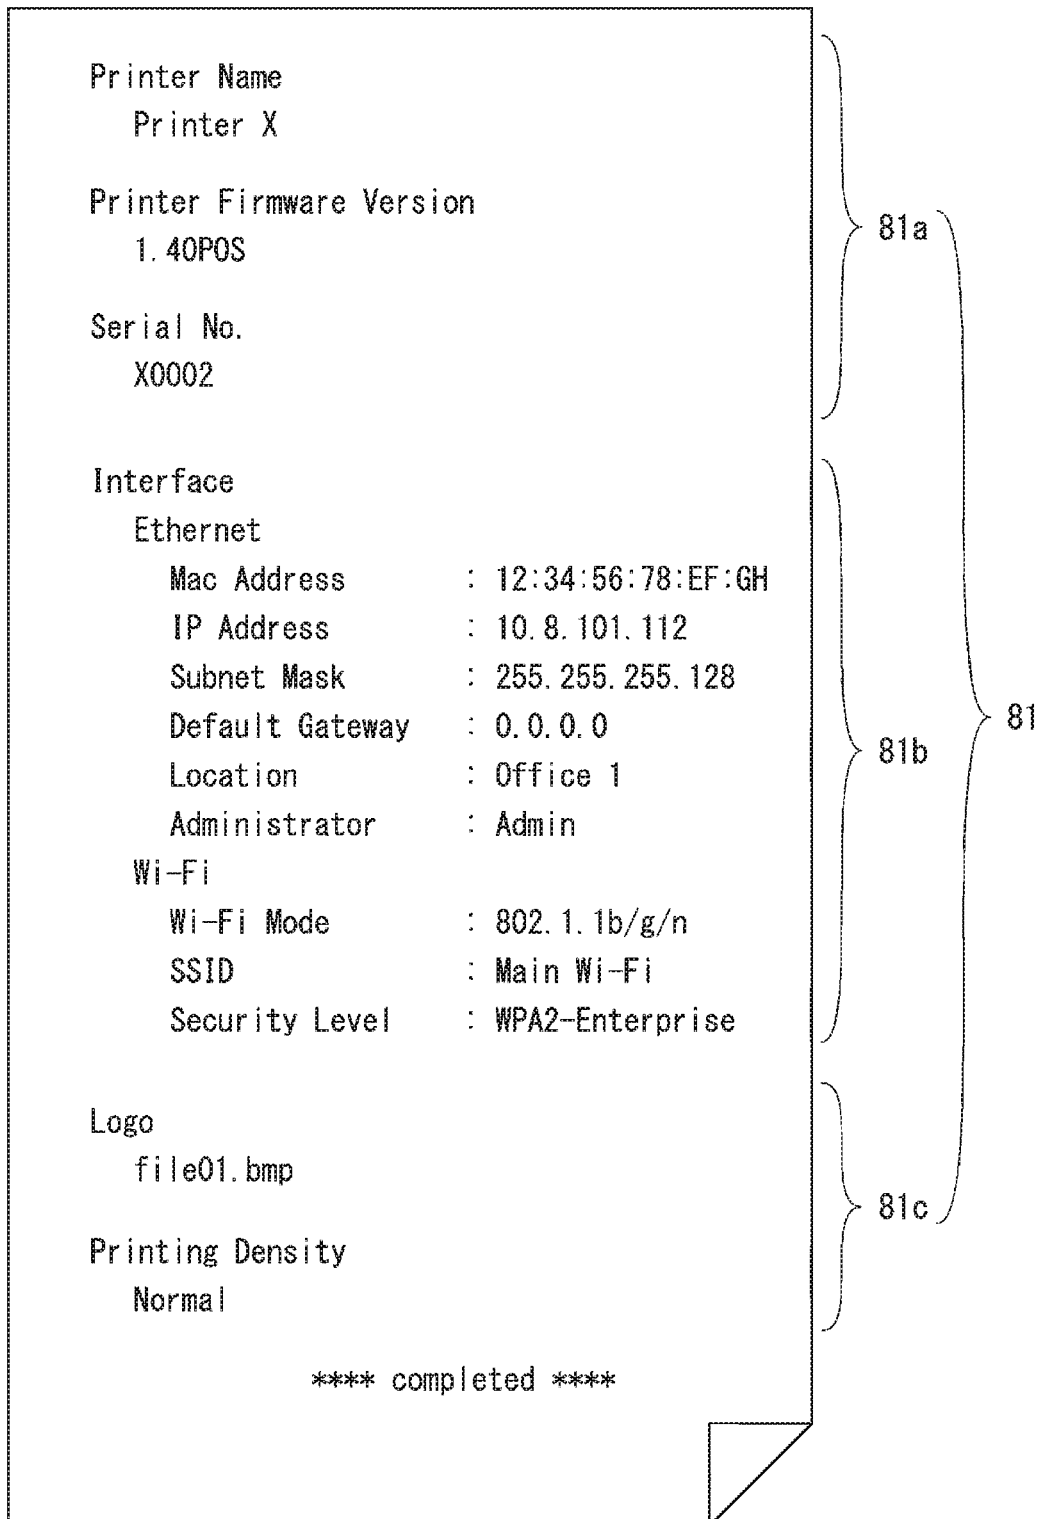 Printer Name
Printer X
Printer Firmware Version
1.40POS
Serial No.
X0002
81a
Interface
Ethernet
Mac Address : 12:34:56:78:EF:GH
IP Address : 10.8.101.112
Subnet Mask : 255.255.255.128
Default Gateway : 0.0.0.0
81
Location : Office 1
81b
Administrator : Admin
Wi-Fi
Wi-Fi Mode : 802.1.1b/g/n
SSID : Main Wi-Fi
Security Level : WPA2-Enterprise
Logo
file01.bmp
81c
Printing Density
Normal
**** completed ****